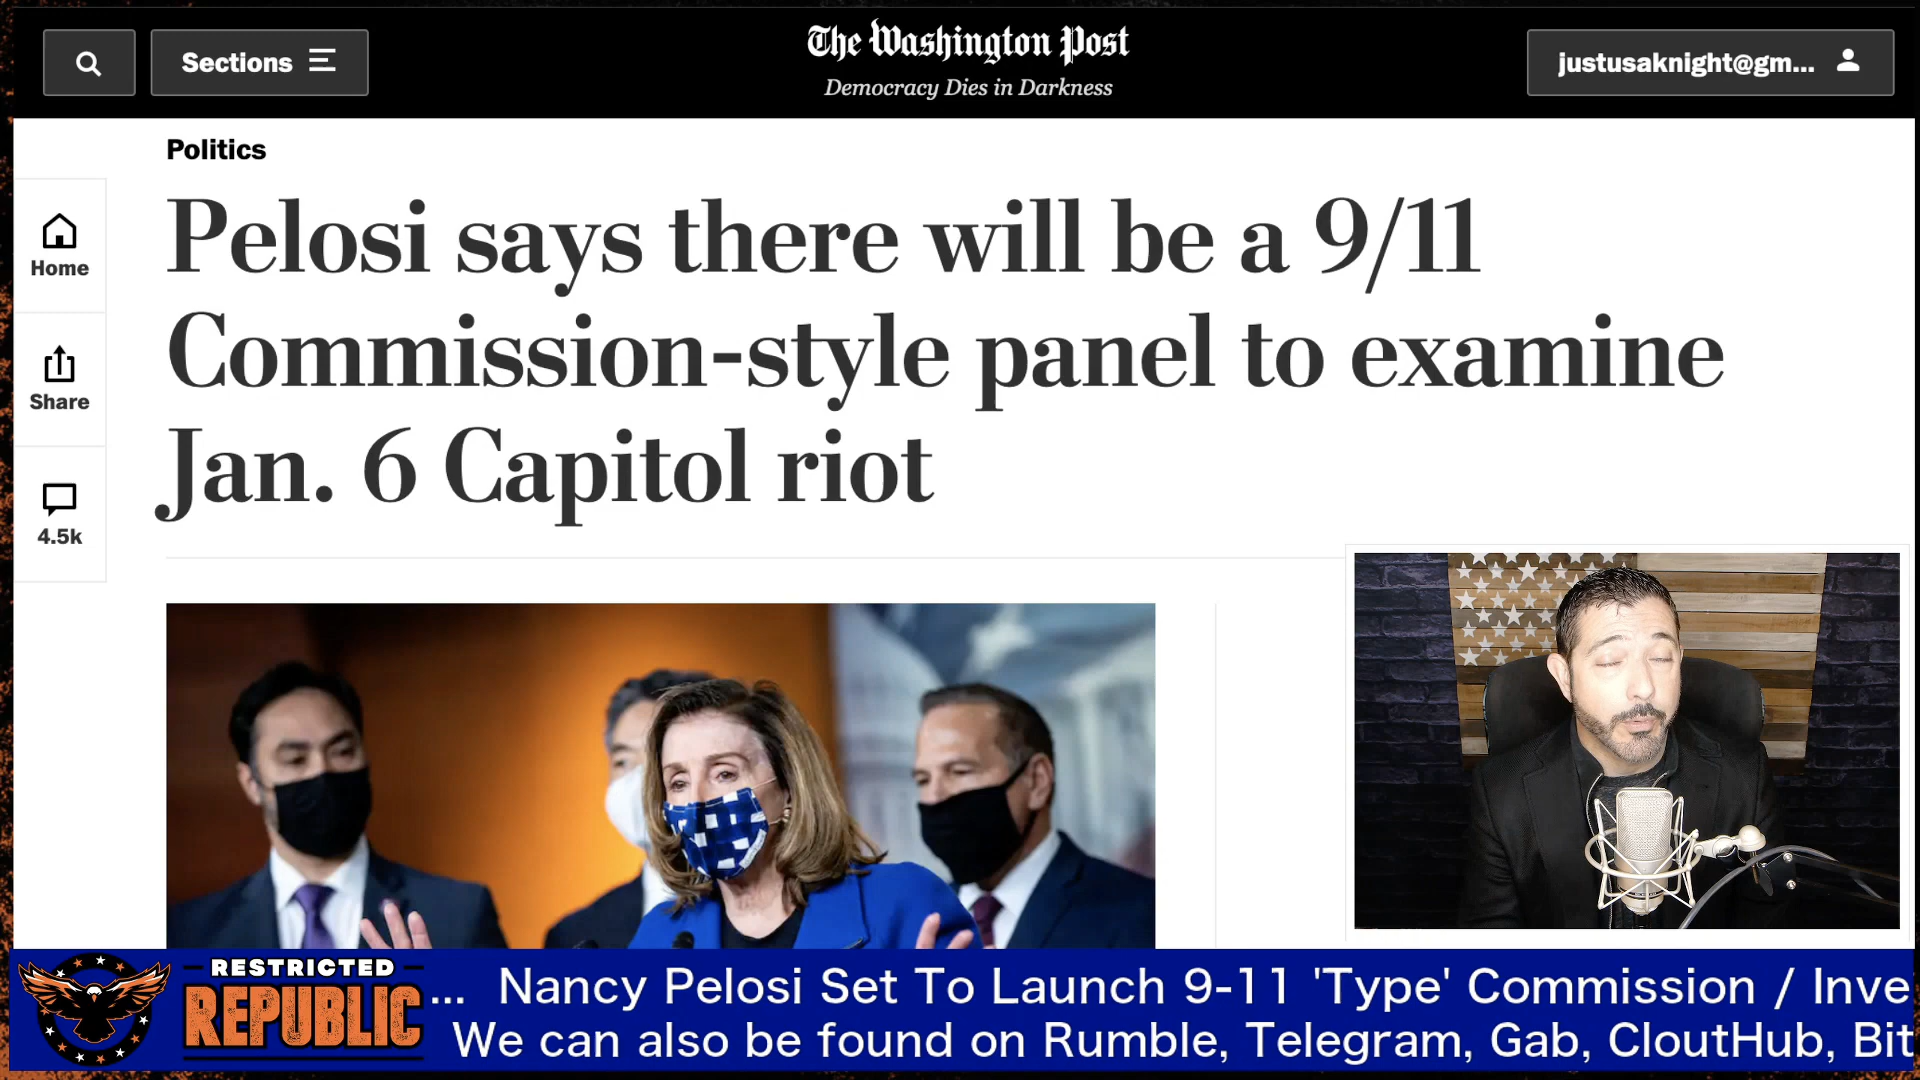 The Washington Post
Democracy Dies in Darkness
Sections
justusaknight@gm...
Politics
Pelosi says there will be a 9/11
Commission-style panel to examine
Jan. 6 Capitol riot
Home
Share
4.5k
RESTRICTED
REPUBLIC
... Nancy Pelosi Set To Launch 9-11 'Type' Commission / Inve
We can also be found on Rumble, Telegram, Gab, CloutHub, Bit